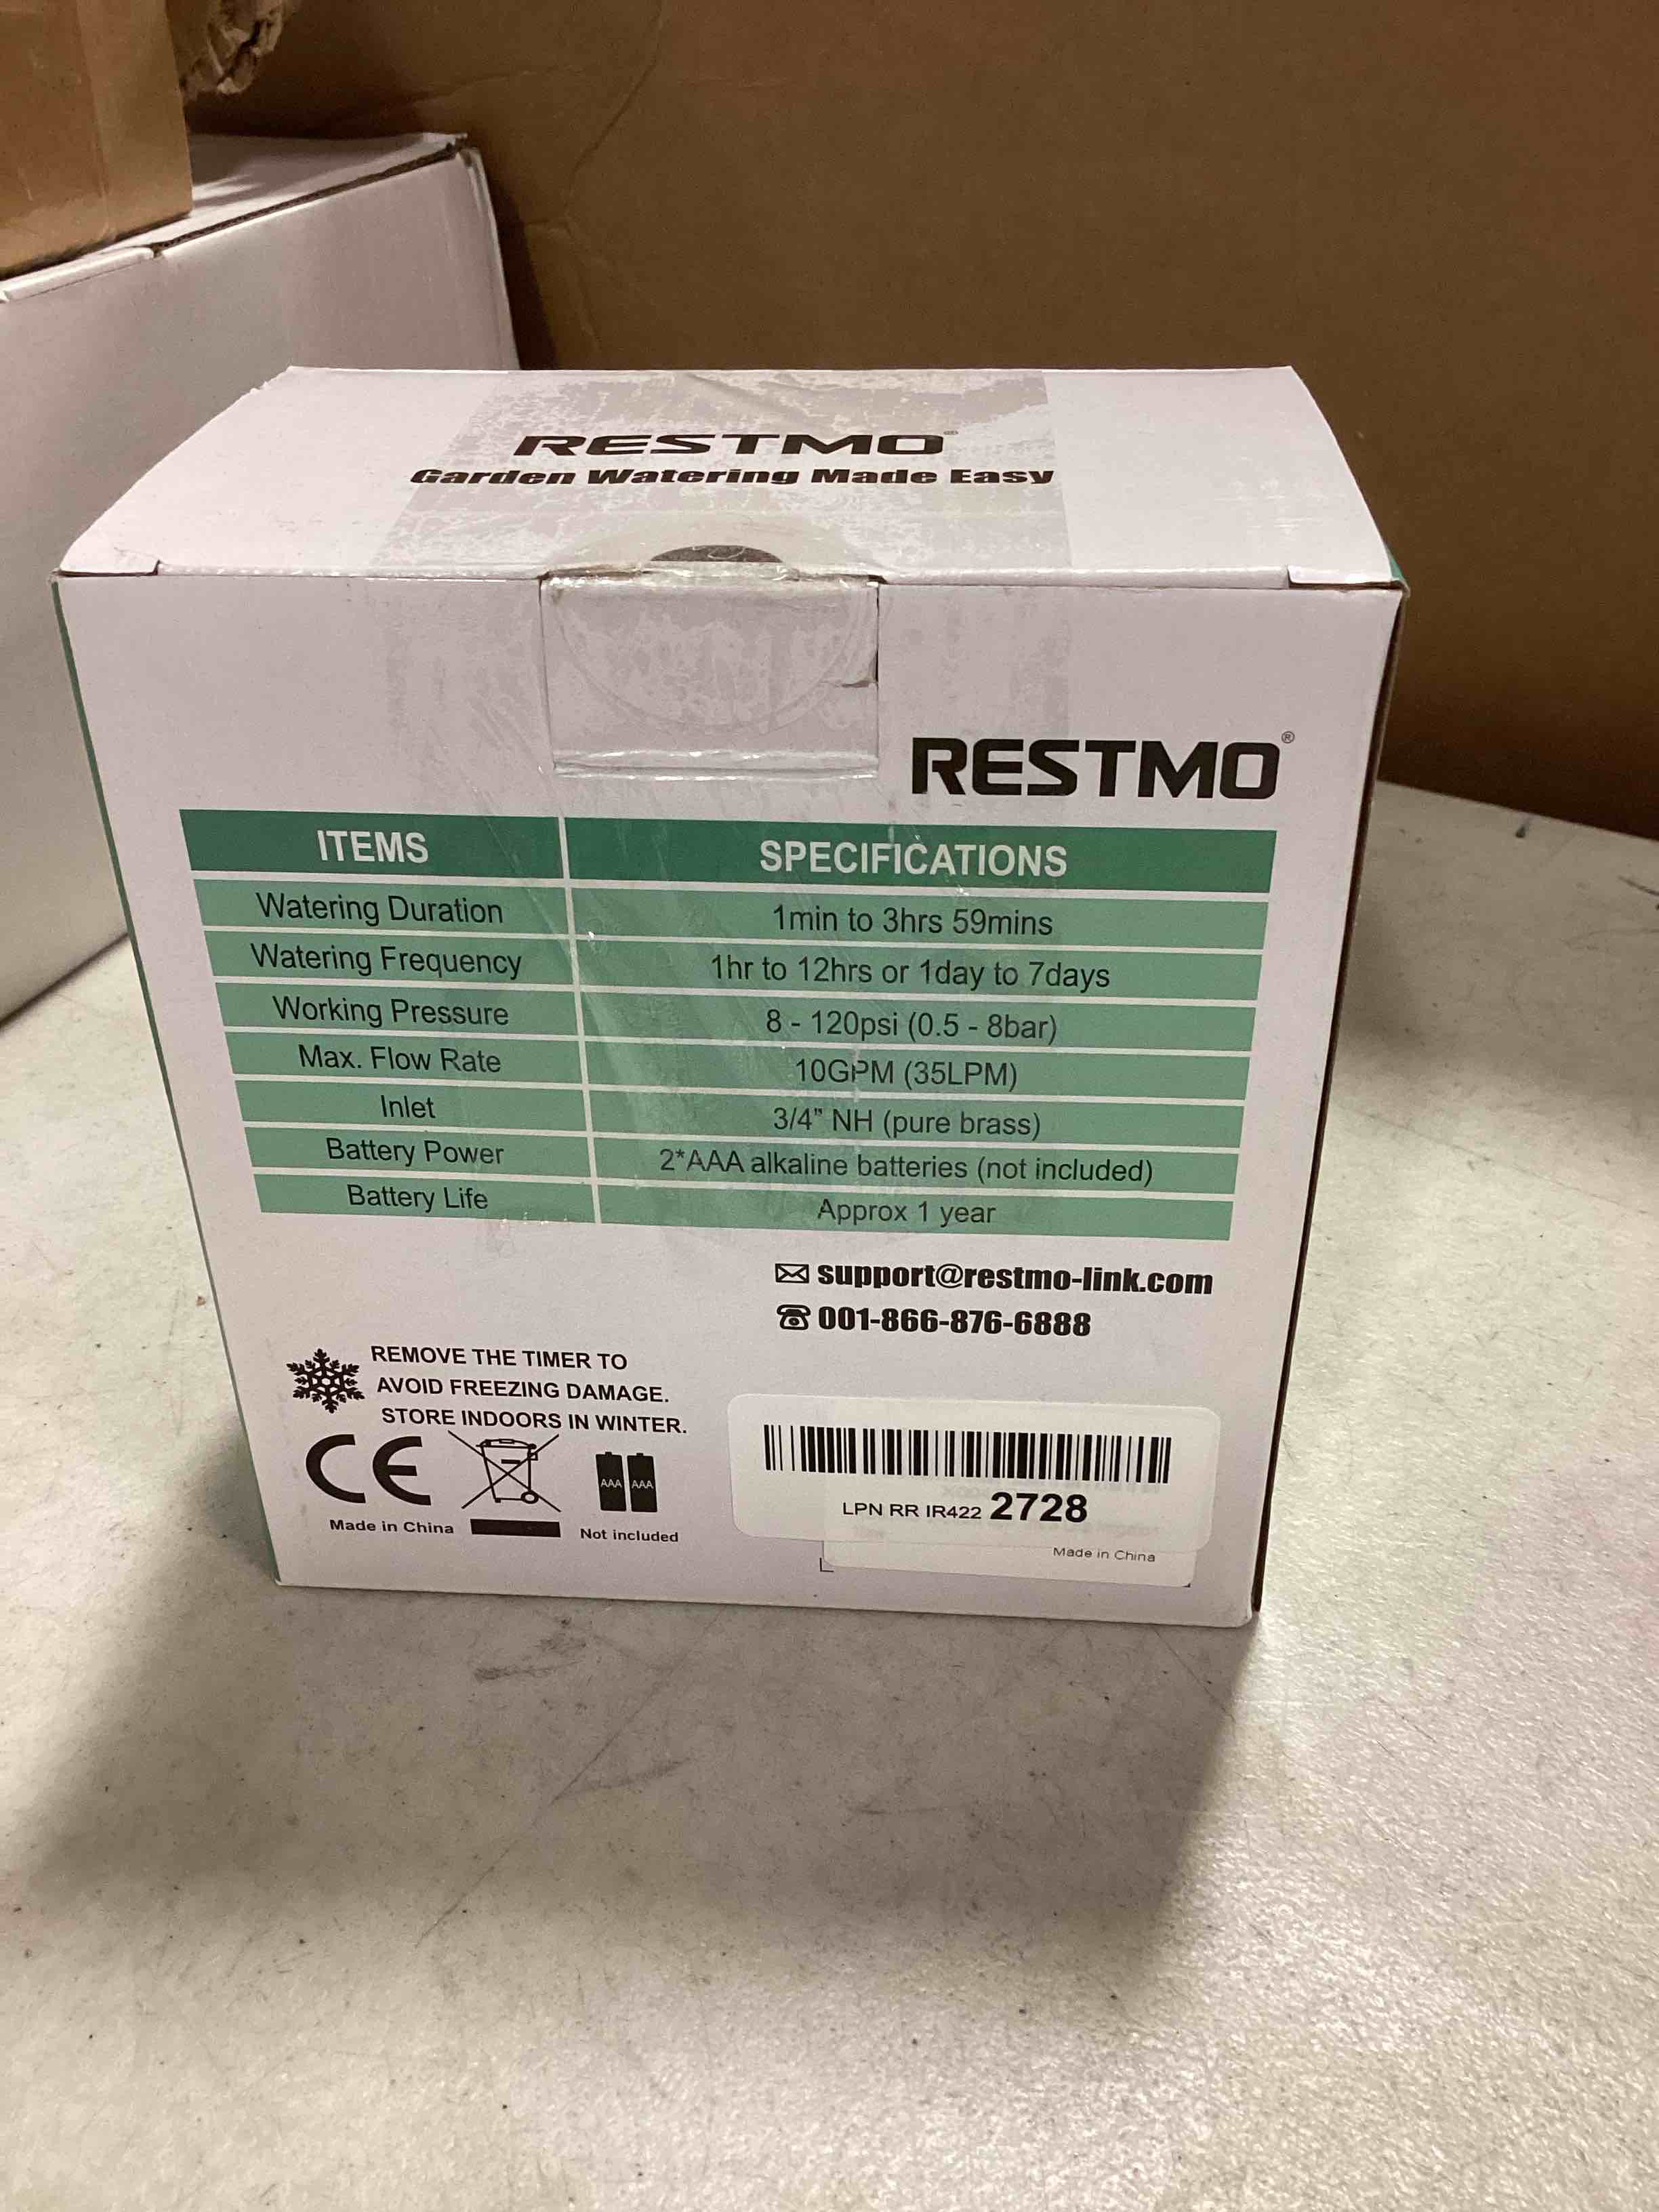 RESTMO®
Garden Watering Made Easy
RESTMO®
ITEMS SPECIFICATIONS
Watering Duration 1min to 3hrs 59mins
Watering Frequency 1hr to 12hrs or 1day to 7days
Working Pressure 8 - 120psi (0.5 - 8bar)
Max. Flow Rate 10GPM (35LPM)
Inlet 3/4" NH (pure brass)
Battery Power 2*AAA alkaline batteries (not included)
Battery Life Approx 1 year
support@restmo-link.com
001-866-876-6888
REMOVE THE TIMER TO
AVOID FREEZING DAMAGE.
STORE INDOORS IN WINTER.
CE
AAA AAA
Made in China
Not included
LPN RR IR422 2728
Made in China